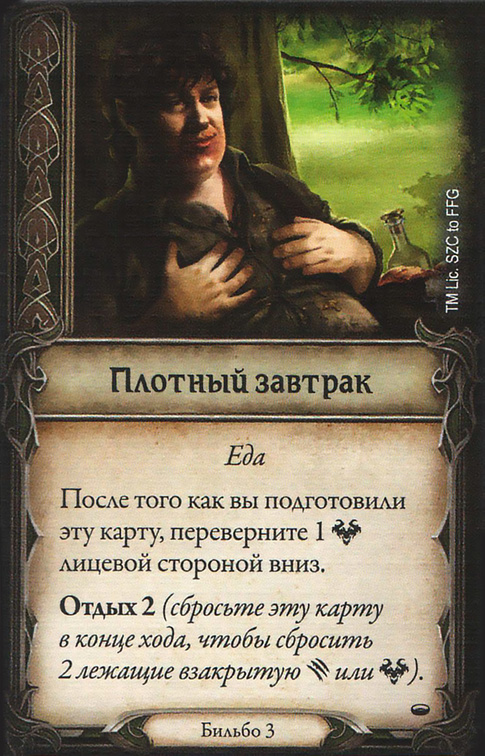 TM Lic. SZC to FFG
Плотный завтрак
Еда
После того как вы подготовили
эту карту, переверните 1
лицевой стороной вниз.
Отдых 2 (сбросьте эту карту
в конце хода, чтобы сбросить
2 лежащие взакрытую или ).
Бильбо 3